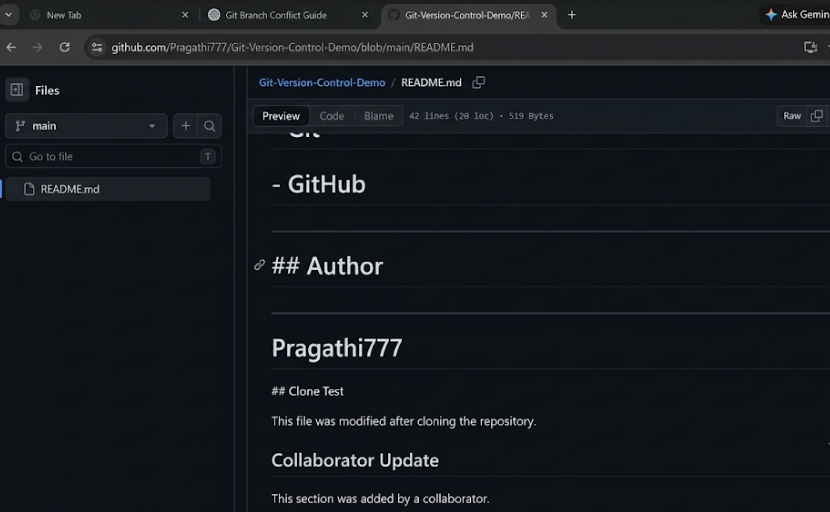 New Tab
Git Branch Conflict Guide
Git-Version-Control-Demo/REA
Ask Gemin
github.com/Pragathi777/Git-Version-Control-Demo/blob/main/README.md
Files
main
Go to file
T
README.md
Git-Version-Control-Demo / README.md
Preview
Code
Blame
42 lines (20 loc) · 519 Bytes
Raw
- Git
- GitHub
## Author
Pragathi777
## Clone Test
This file was modified after cloning the repository.
Collaborator Update
This section was added by a collaborator.